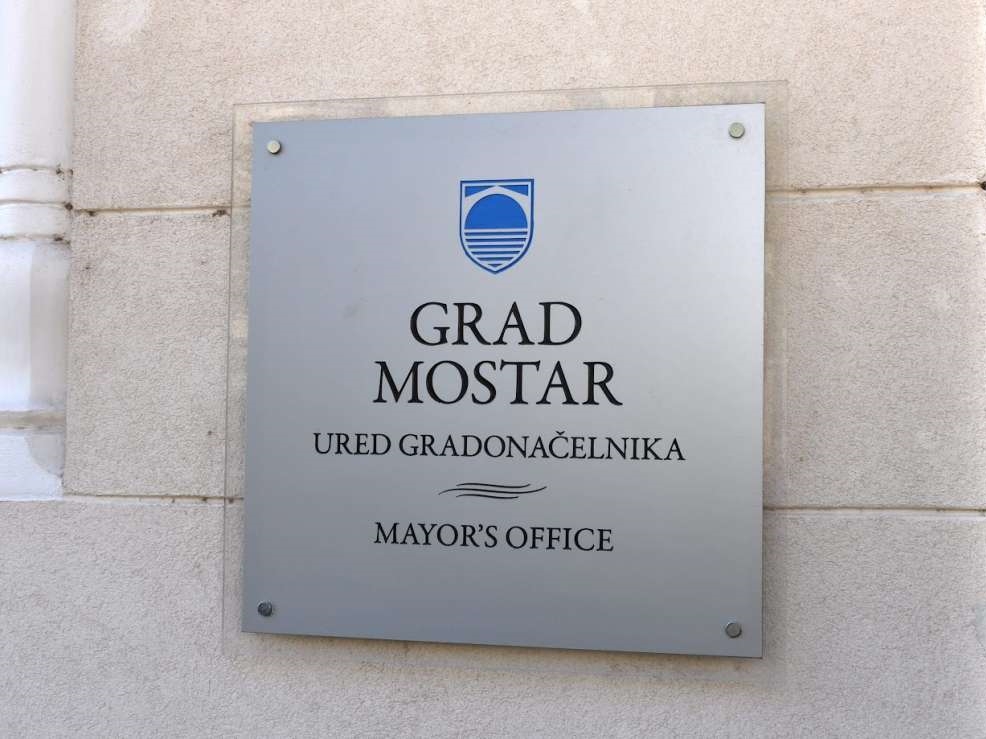 GRAD
MOSTAR
URED GRADONAČELNIKA
MAYOR'S OFFICE